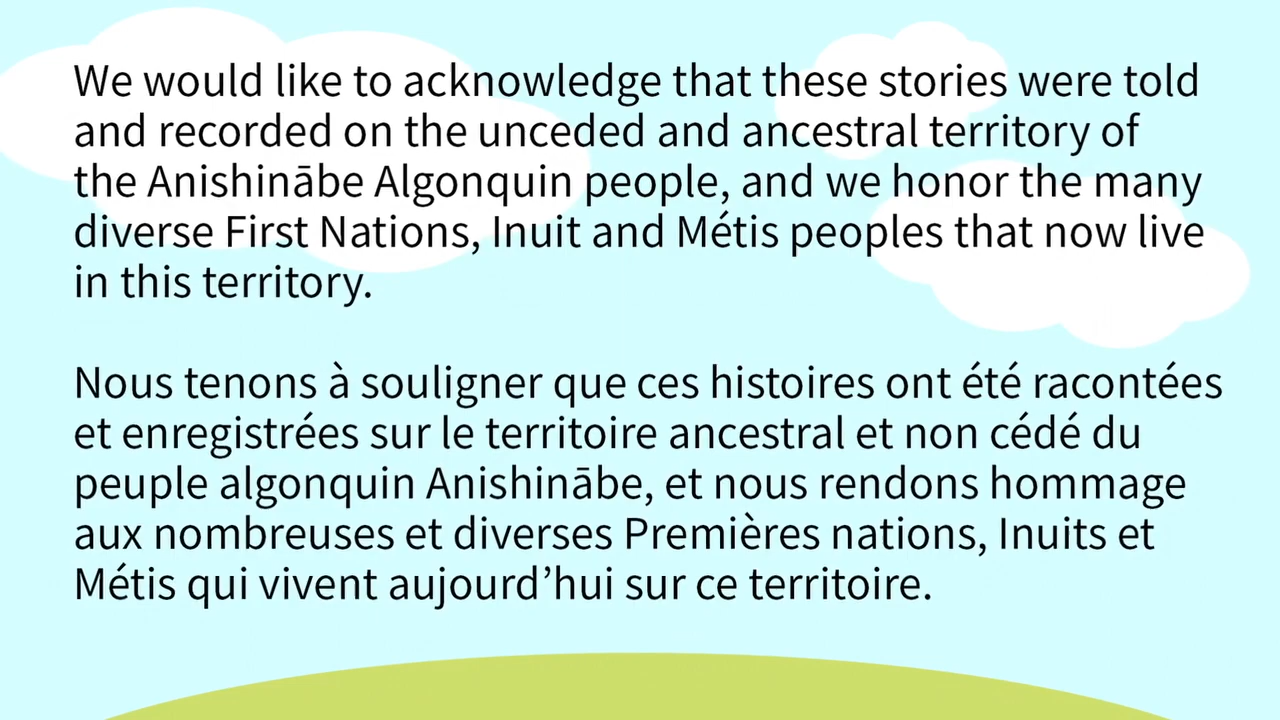 We would like to acknowledge that these stories were told
and recorded on the unceded and ancestral territory of
the Anishinābe Algonquin people, and we honor the many
diverse First Nations, Inuit and Métis peoples that now live
in this territory.
Nous tenons à souligner que ces histoires ont été racontées
et enregistrées sur le territoire ancestral et non cédé du
peuple algonquin Anishinābe, et nous rendons hommage
aux nombreuses et diverses Premières nations, Inuits et
Métis qui vivent aujourd’hui sur ce territoire.